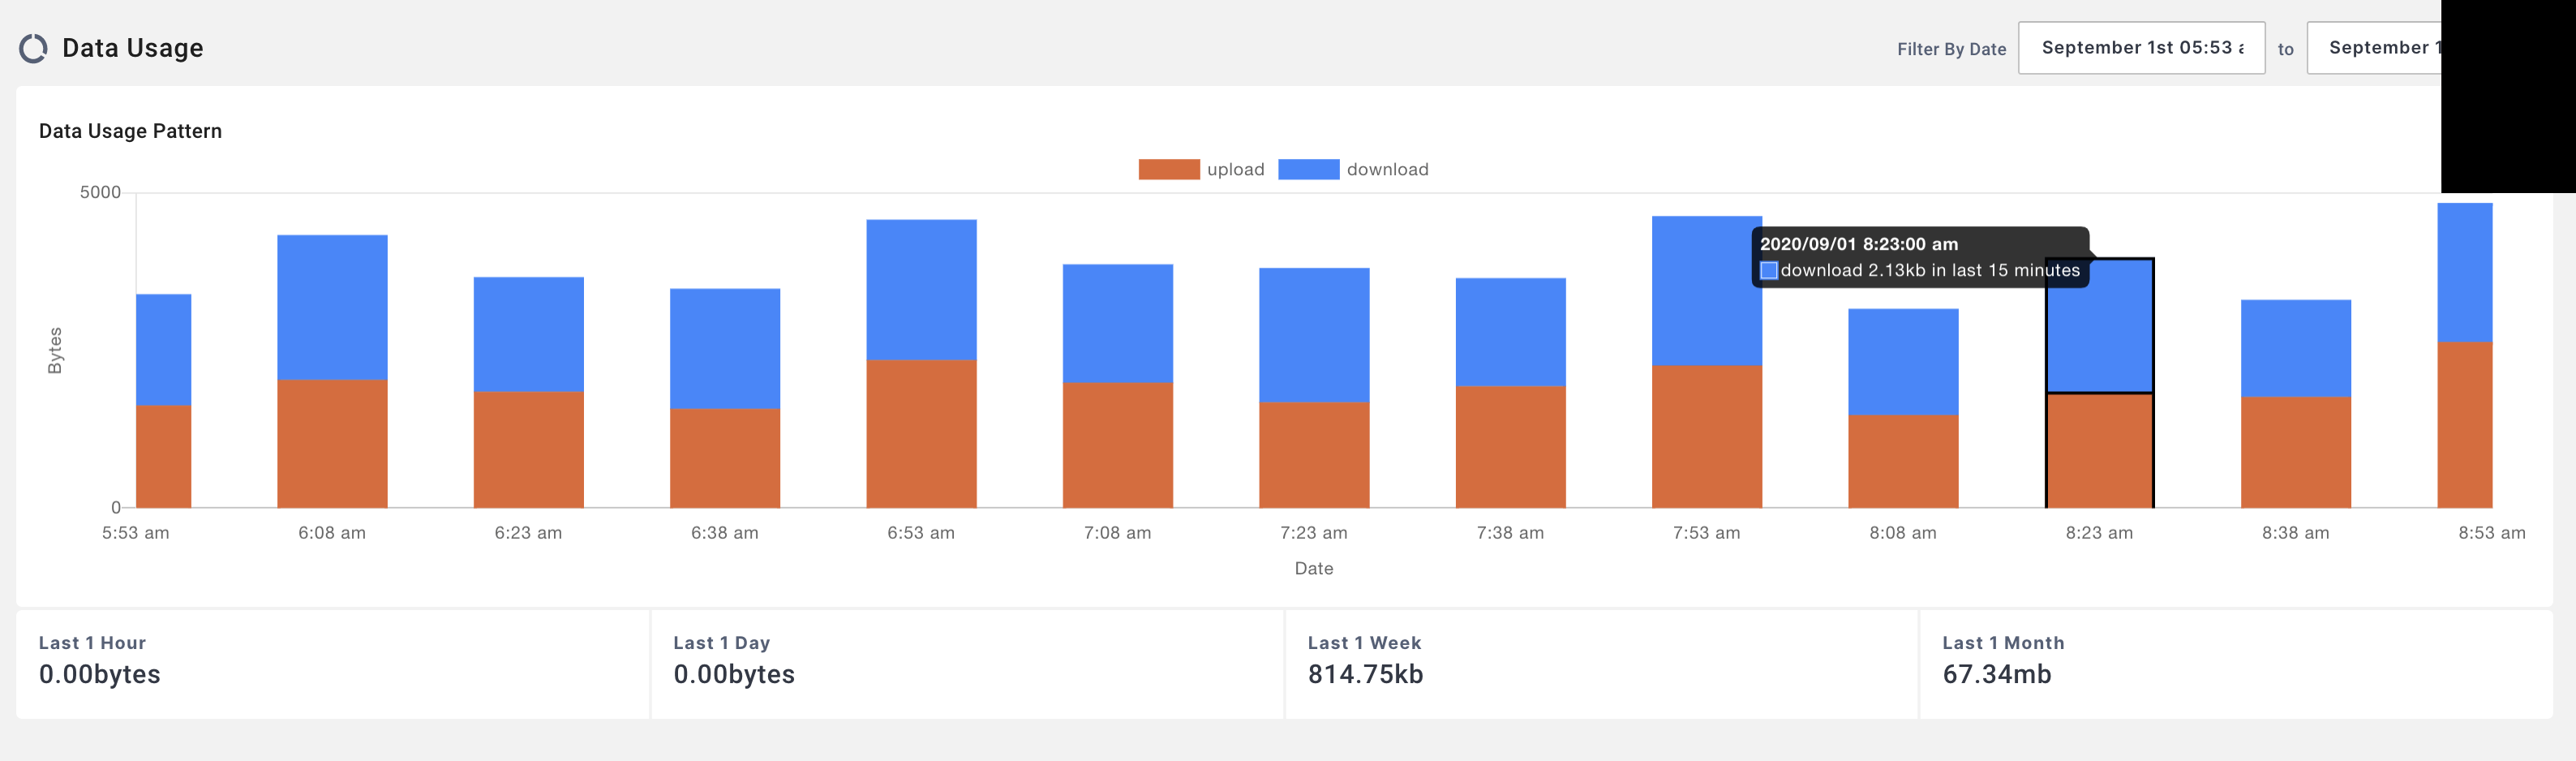 Data Usage
Filter By Date
September 1st 05:53
to
September 1
Data Usage Pattern
upload
download
5000
2020/09/01 8:23:00 am
download 2.13kb in last 15 minutes
Bytes
0
5:53 am
6:08 am
6:23 am
6:38 am
6:53 am
7:08 am
7:23 am
7:38 am
7:53 am
8:08 am
8:23 am
8:38 am
8:53 am
Date
Last 1 Hour
0.00bytes
Last 1 Day
0.00bytes
Last 1 Week
814.75kb
Last 1 Month
67.34mb